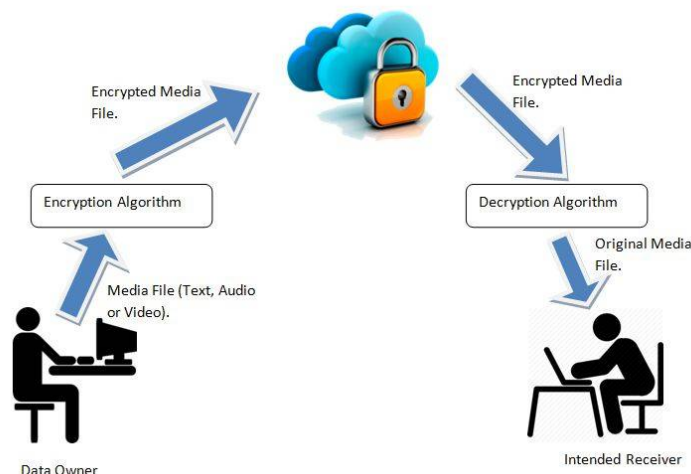 Encrypted Media
File.
Encrypted Media
File.
Encryption Algorithm
Decryption Algorithm
Media File (Text, Audio
or Video).
Original Media
File.
Data Owner
Intended Receiver